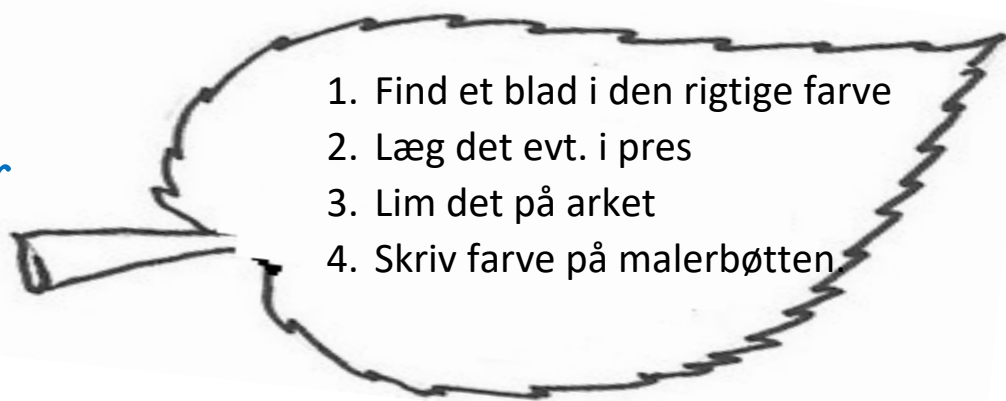 1. Find et blad i den rigtige farve
2. Læg det evt. i pres
3. Lim det på arket
4. Skriv farve på malerbøtten.